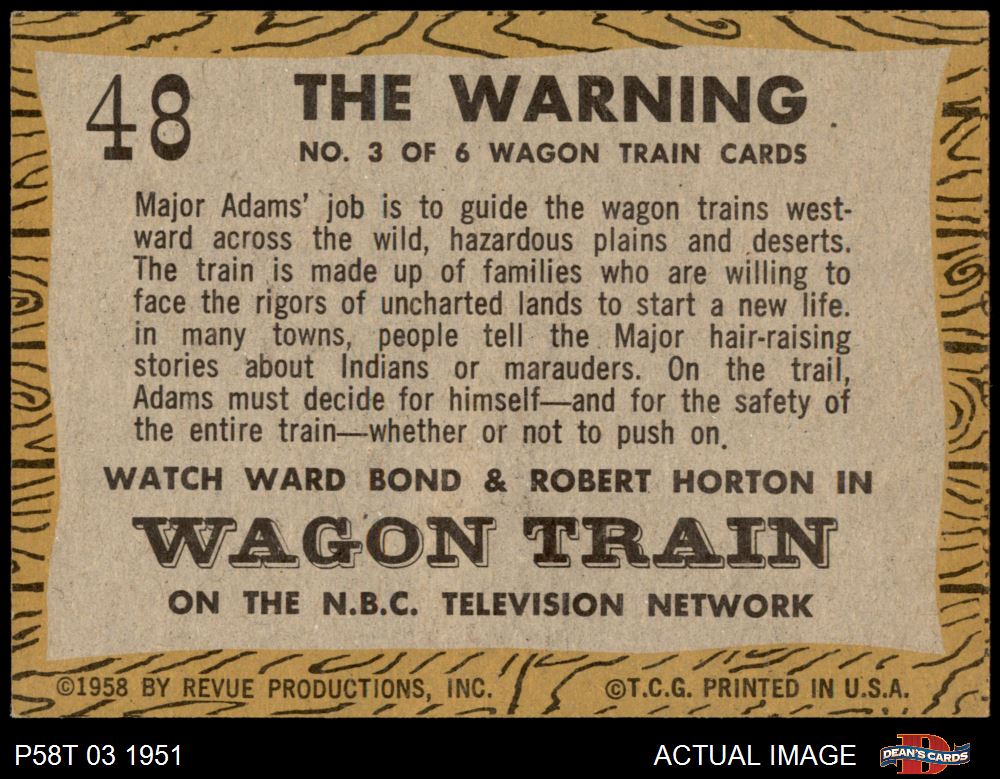 48
THE WARNING
NO. 3 OF 6 WAGON TRAIN CARDS
Major Adams' job is to guide the wagon trains west-
ward across the wild, hazardous plains and deserts.
The train is made up of families who are willing to
face the rigors of uncharted lands to start a new life.
in many towns, people tell the Major hair-raising
stories about Indians or marauders. On the trail,
Adams must decide for himself—and for the safety of
the entire train—whether or not to push on.
WATCH WARD BOND & ROBERT HORTON IN
WAGON TRAIN
ON THE N.B.C. TELEVISION NETWORK
©1958 BY REVUE PRODUCTIONS, INC. ©T.C.G. PRINTED IN U.S.A.
P58T 03 1951 ACTUAL IMAGE DEAN'S CARDS